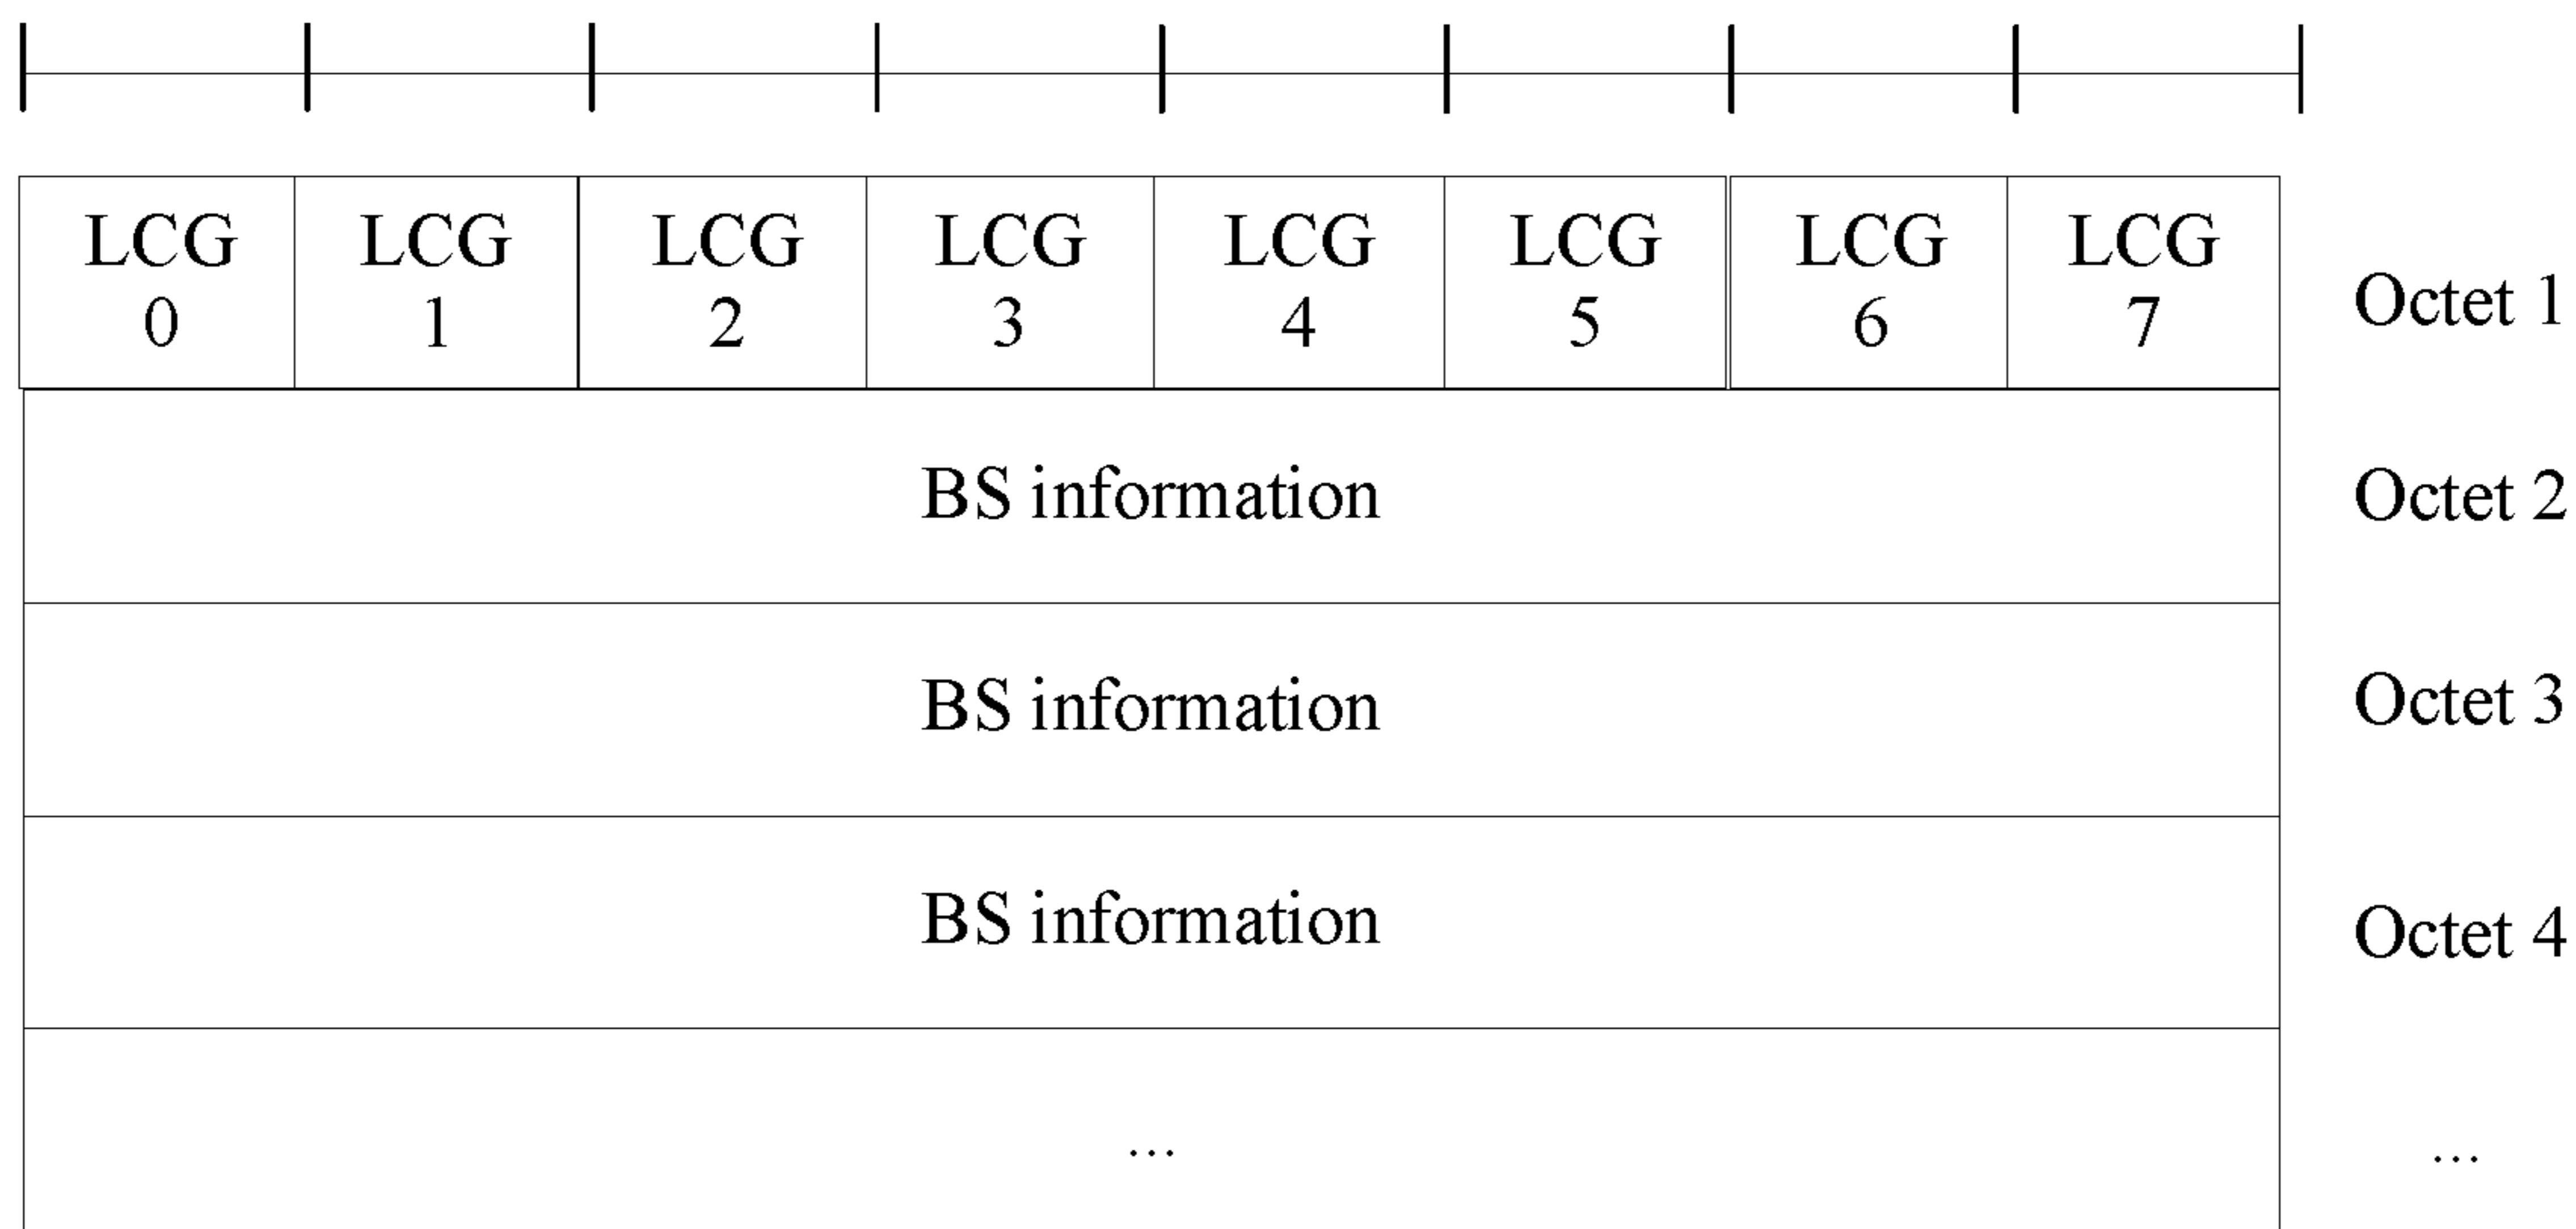 LCG 0 LCG 1 LCG 2 LCG 3 LCG 4 LCG 5 LCG 6 LCG 7 Octet 1
BS information Octet 2
BS information Octet 3
BS information Octet 4
... ...